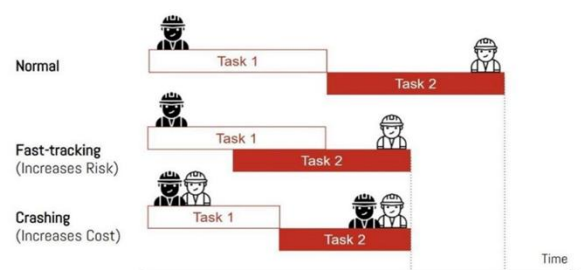 Normal
Task 1
Task 2
Fast-tracking
(Increases Risk)
Task 1
Task 2
Crashing
(Increases Cost)
Task 1
Task 2
Time